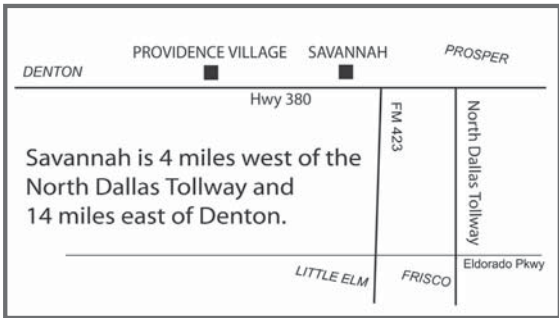 PROVIDENCE VILLAGE
SAVANNAH
PROSPER
DENTON
Hwy 380
FM 423
North Dallas Tollway
Savannah is 4 miles west of the
North Dallas Tollway and
14 miles east of Denton.
Eldorado Pkwy
LITTLE ELM
FRISCO